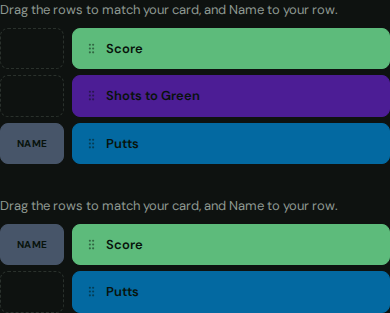 Drag the rows to match your card, and Name to your row.
Score
Shots to Green
NAME Putts
Drag the rows to match your card, and Name to your row.
NAME Score
Putts